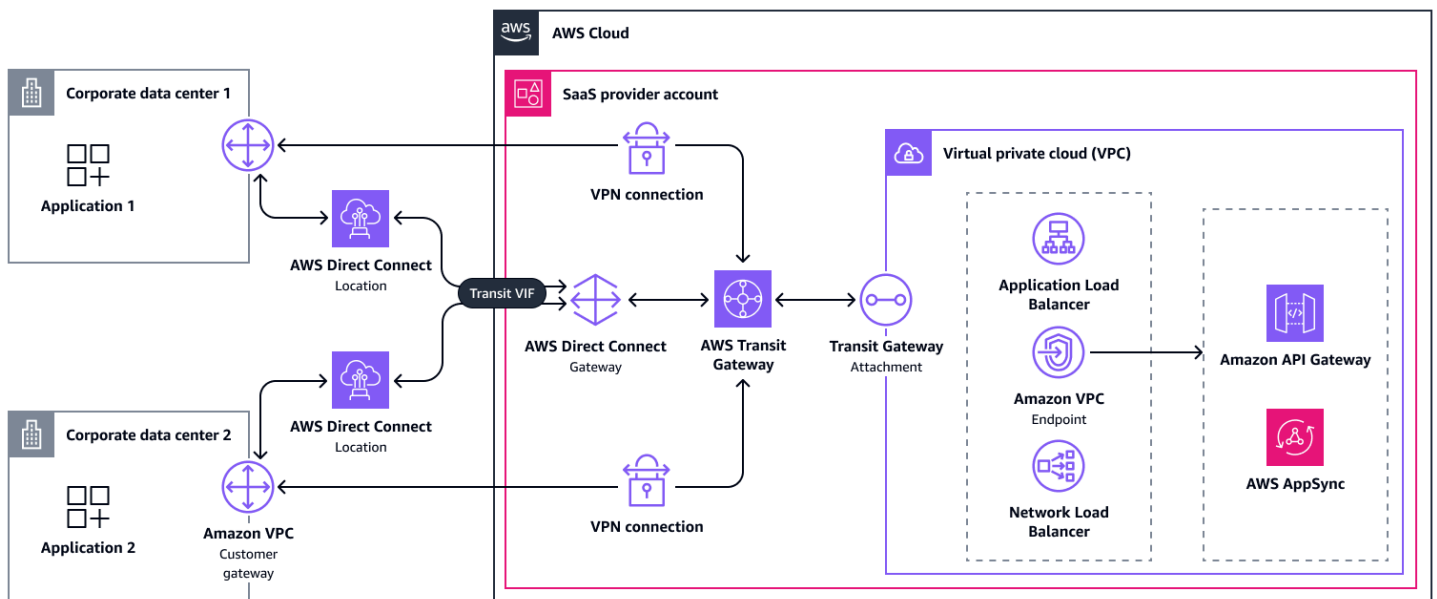 aws
AWS Cloud
SaaS provider account
Corporate data center 1
Application 1
VPN connection
Virtual private cloud (VPC)
AWS Direct Connect
Location
Transit VIF
AWS Direct Connect
Gateway
AWS Transit
Gateway
Transit Gateway
Attachment
Application Load
Balancer
Amazon VPC
Endpoint
Network Load
Balancer
Amazon API Gateway
AWS AppSync
AWS Direct Connect
Location
Corporate data center 2
Application 2
Amazon VPC
Customer
gateway
VPN connection